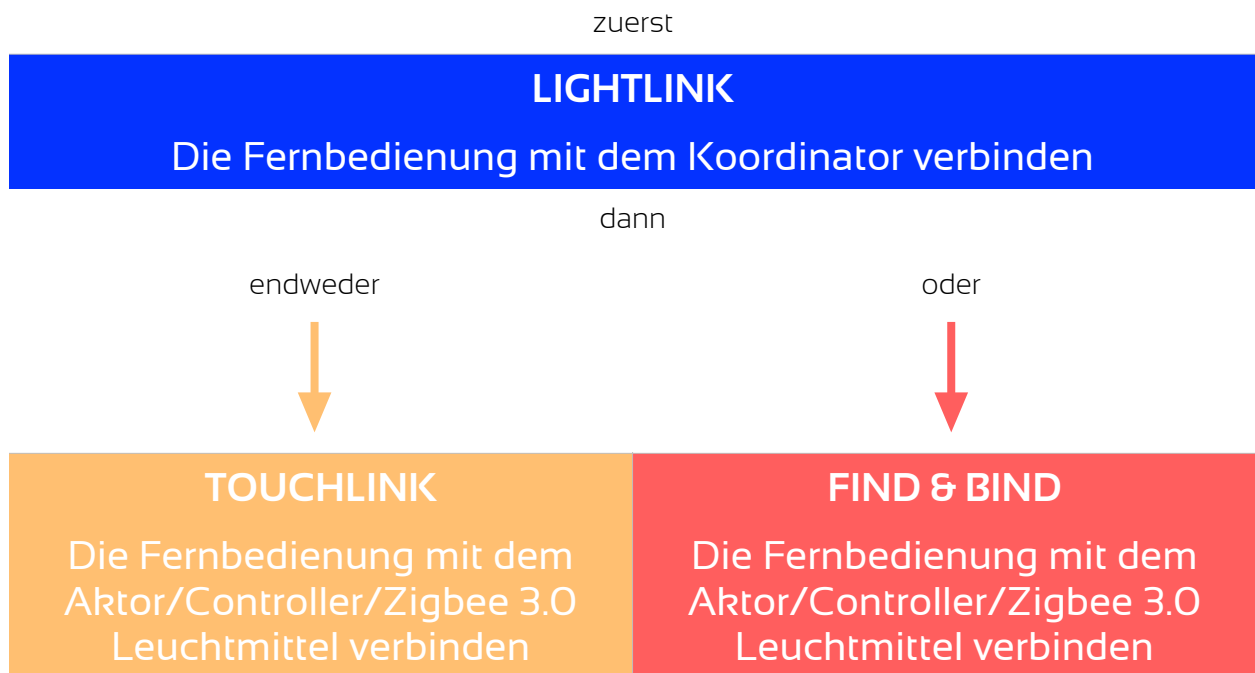 zuerst
LIGHTLINK
Die Fernbedienung mit dem Koordinator verbinden
dann
endweder
oder
TOUCHLINK
Die Fernbedienung mit dem
Aktor/Controller/Zigbee 3.0
Leuchtmittel verbinden
FIND & BIND
Die Fernbedienung mit dem
Aktor/Controller/Zigbee 3.0
Leuchtmittel verbinden